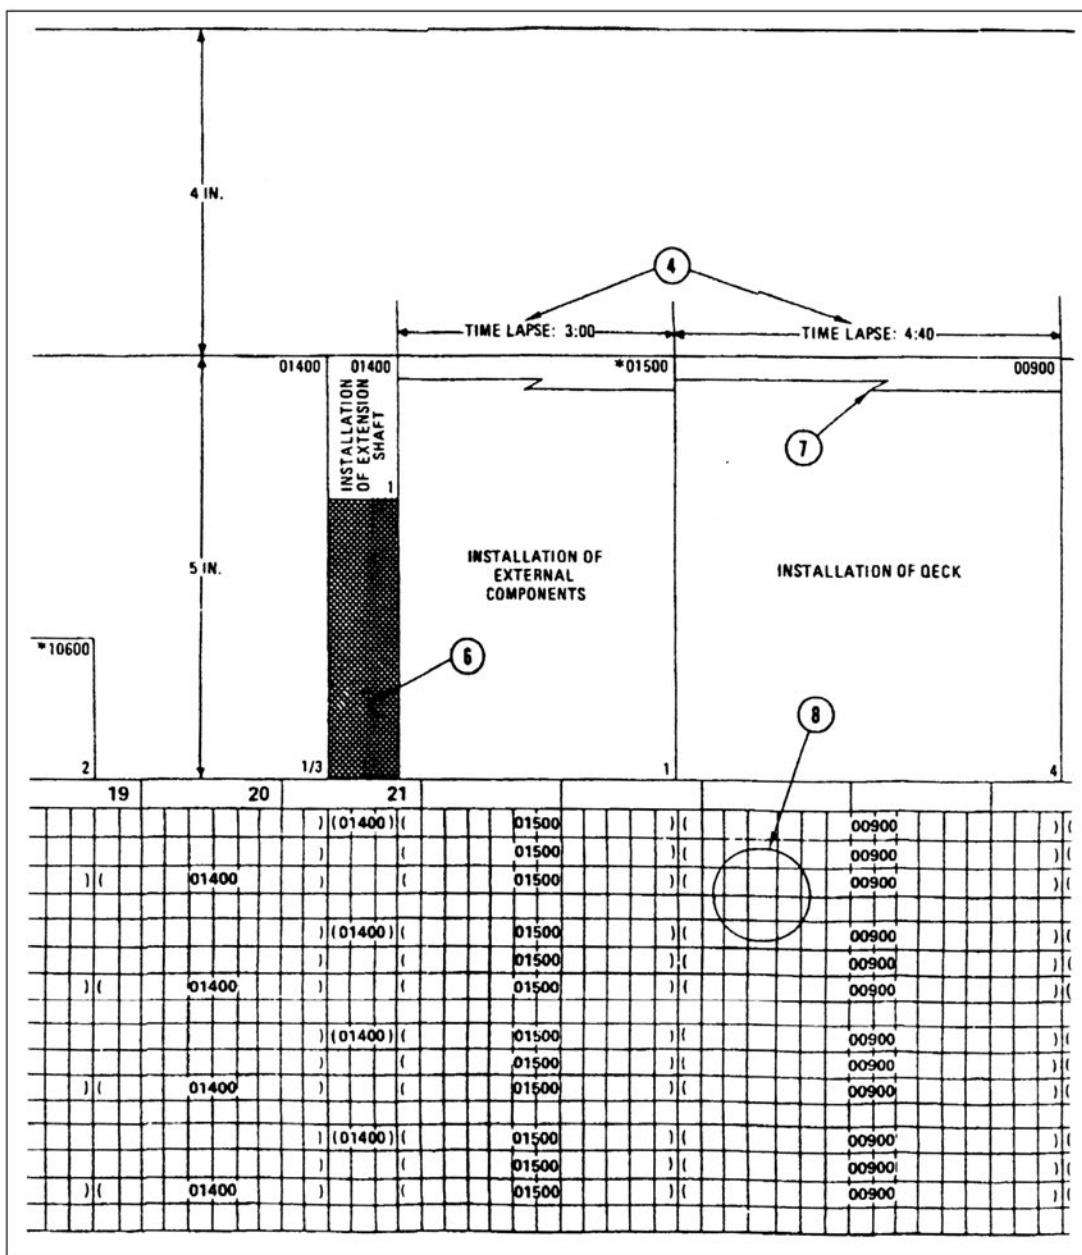 4 IN.
4
TIME LAPSE: 3:00
TIME LAPSE: 4:40
01400
01400
*01500
00900
INSTALLATION
OF EXTENSION
SHAFT
1
7
5 IN.
INSTALLATION OF
EXTERNAL
COMPONENTS
INSTALLATION OF DECK
*10600
6
8
2
1/3
1
4
19 20 21
) (01400) ( 01500 ) ( 00900 ) (
) ( 01500 ) ( 00900 ) (
) ( 01400 ) ( 01500 ) ( 00900 ) (
) (01400) ( 01500 ) ( 00900 ) (
) ( 01500 ) ( 00900 ) (
) ( 01400 ) ( 01500 ) ( 00900 ) (
) (01400) ( 01500 ) ( 00900 ) (
) ( 01500 ) ( 00900 ) (
) ( 01400 ) ( 01500 ) ( 00900 ) (
) (01400) ( 01500 ) ( 00900 ) (
) ( 01500 ) ( 00900 ) (
) ( 01400 ) ( 01500 ) ( 00900 ) (